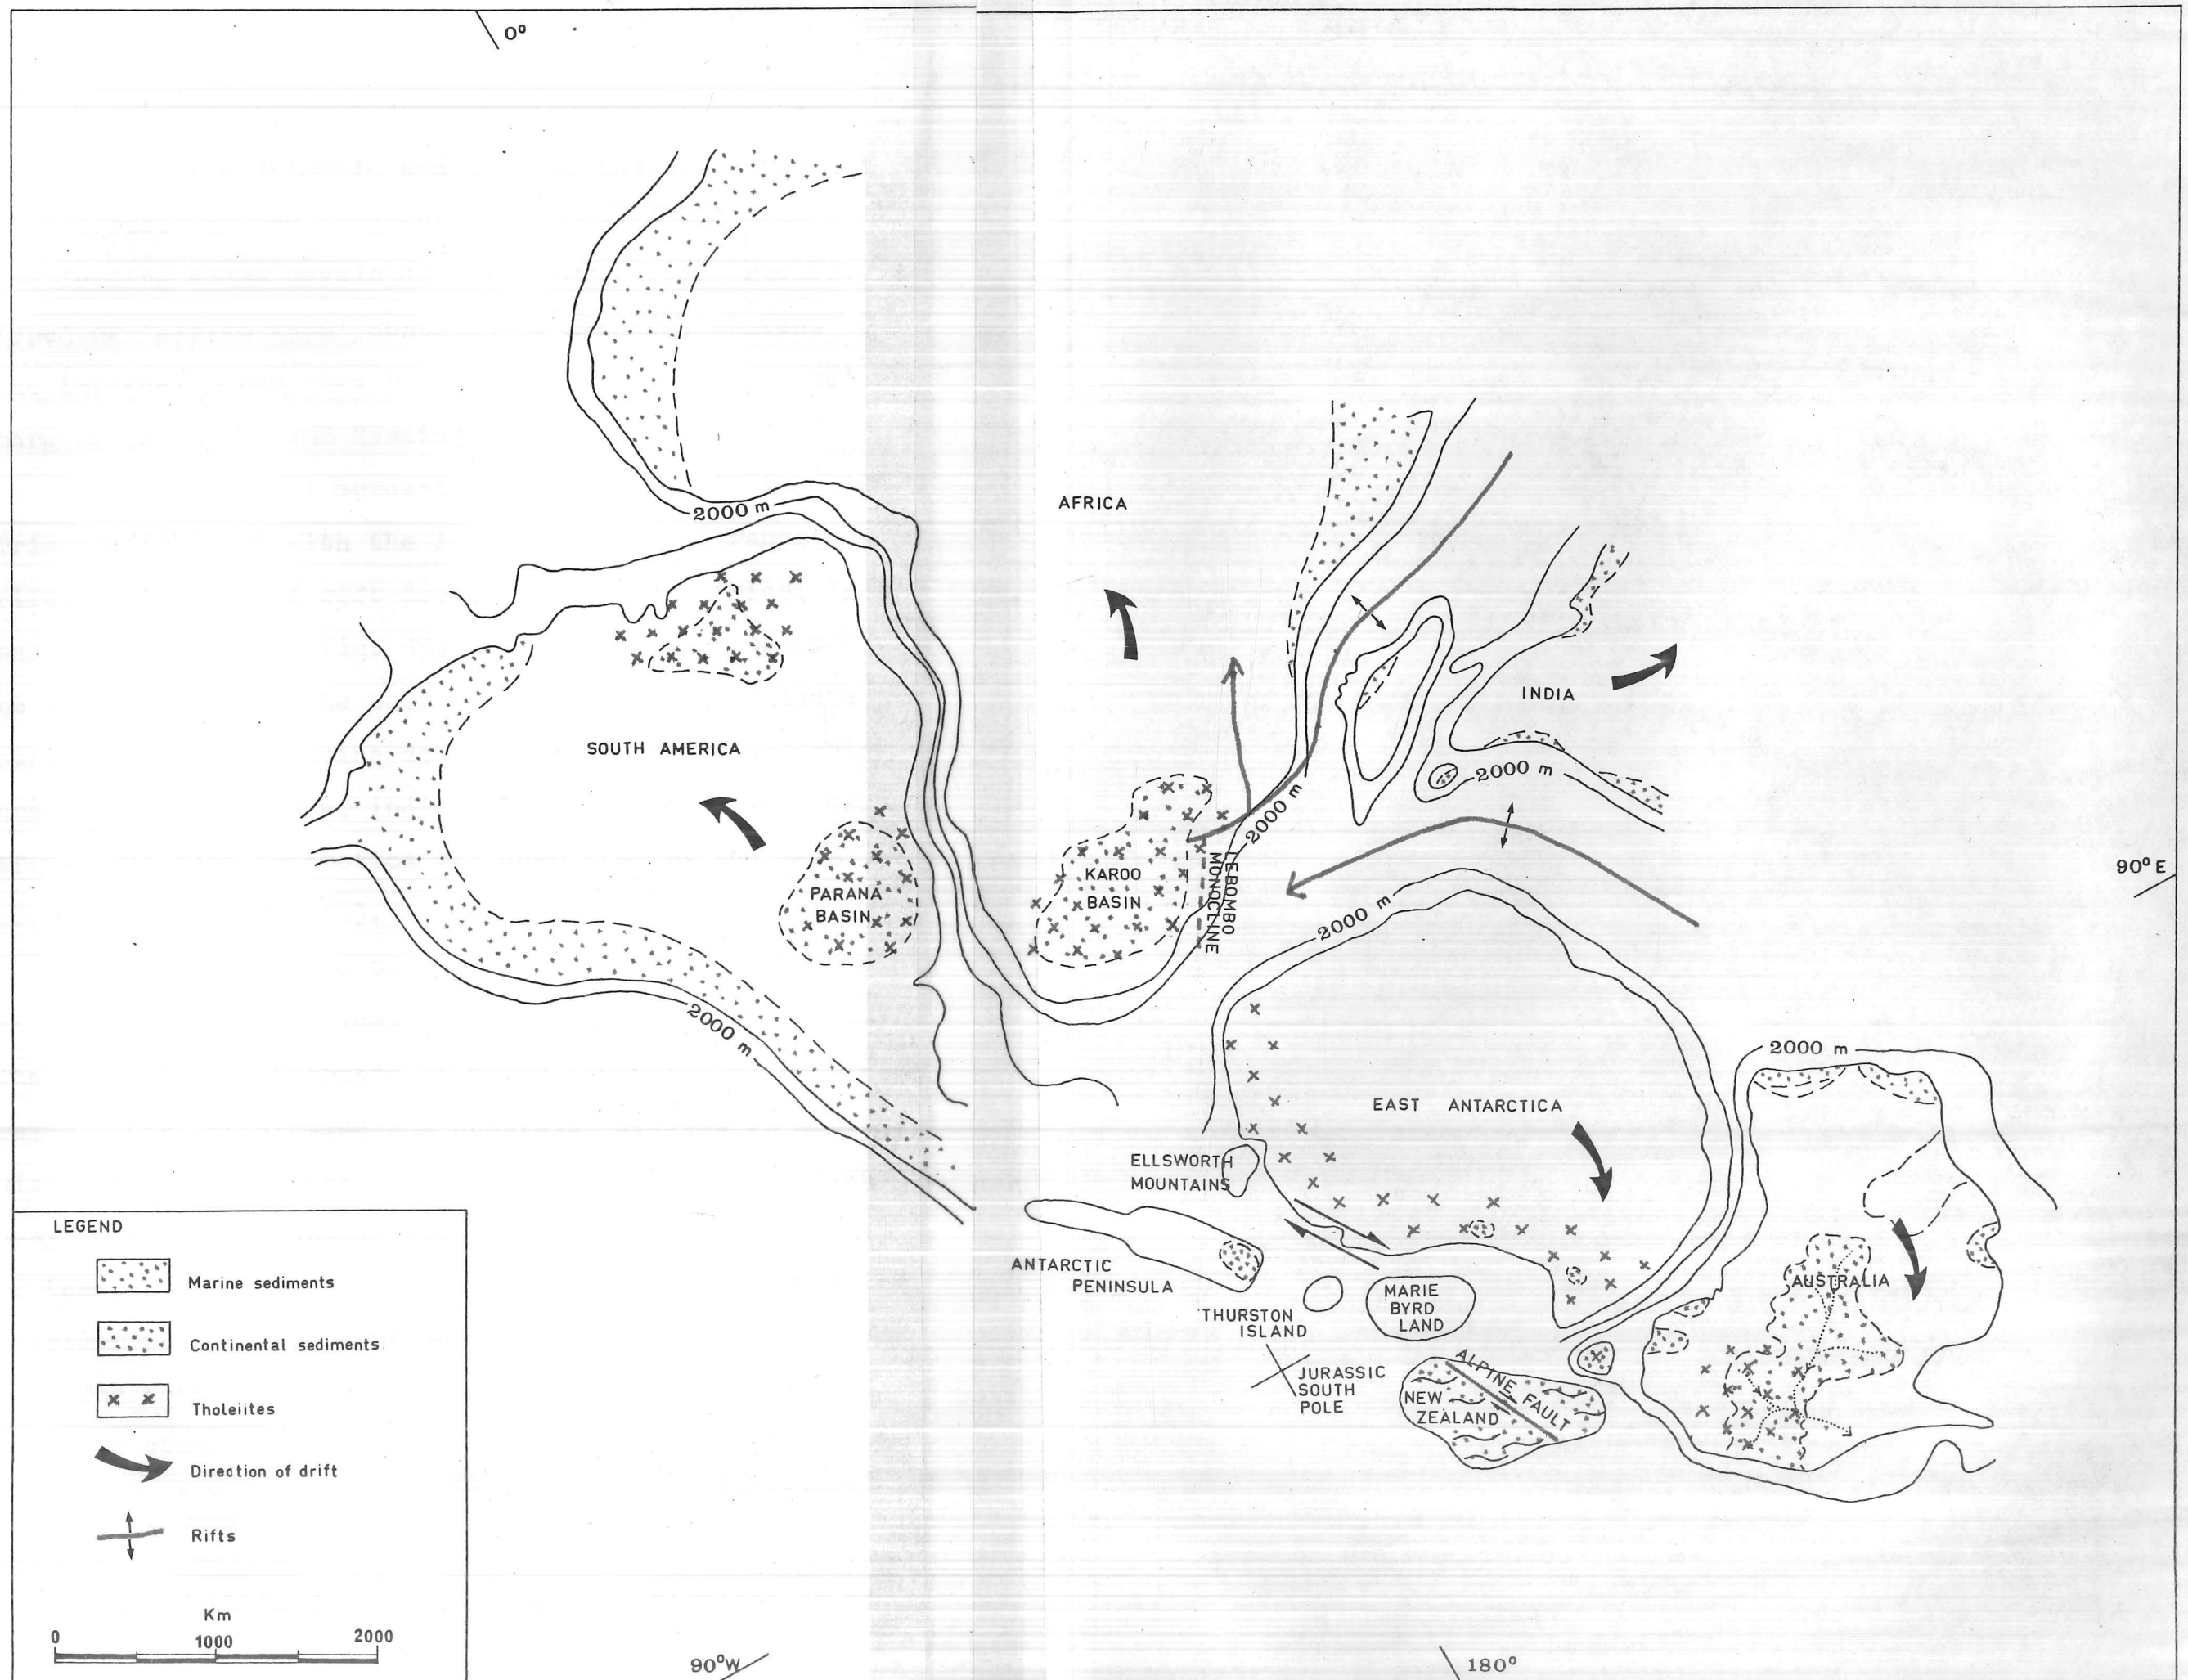 0°
2000 m
AFRICA
INDIA
SOUTH AMERICA
2000 m
2000 m
90° E
KAROO
BASIN
LEBOMBO
MONOCLINE
PARANA
BASIN
2000 m
2000 m
2000 m
EAST ANTARCTICA
ELLSWORTH
MOUNTAINS
ANTARCTIC
PENINSULA
AUSTRALIA
MARIE
BYRD
LAND
THURSTON
ISLAND
JURASSIC
SOUTH
POLE
ALPINE FAULT
NEW
ZEALAND
LEGEND
Marine sediments
Continental sediments
Tholeiites
Direction of drift
Rifts
Km
0 1000 2000
90°W
180°